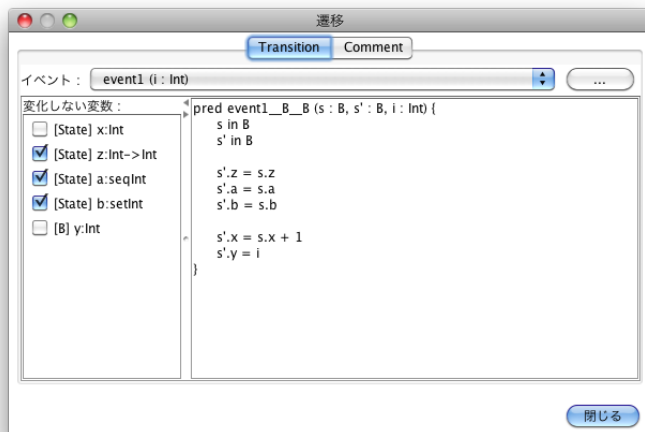 遷移
Transition
Comment
イベント：
event1 (i : Int)
...
変化しない変数：
[State] x:Int
[State] z:Int->Int
[State] a:seqInt
[State] b:setInt
[B] y:Int
pred event1__B__B (s : B, s' : B, i : Int) {
s in B
s' in B
s'.z = s.z
s'.a = s.a
s'.b = s.b
s'.x = s.x + 1
s'.y = i
}
閉じる